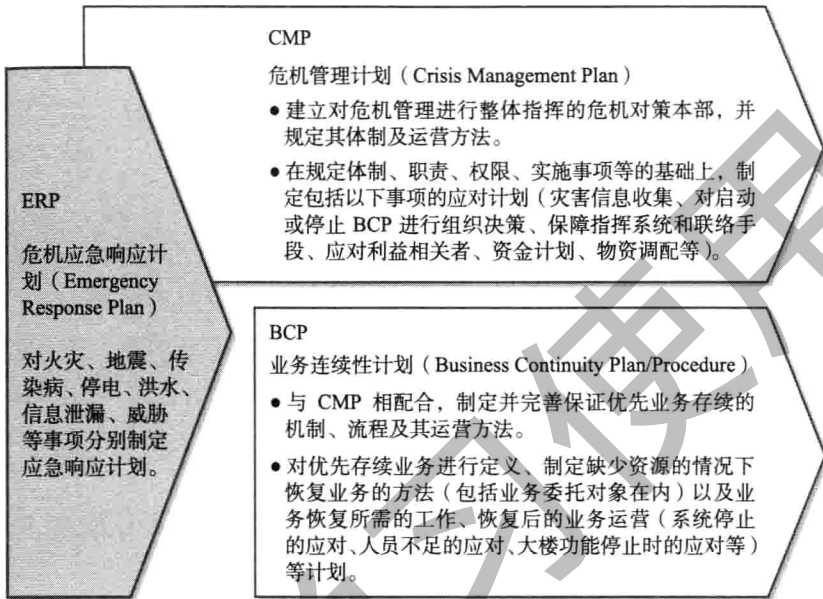 CMP
危机管理计划（Crisis Management Plan）
● 建立对危机管理进行整体指挥的危机对策本部，并
规定其体制及运营方法。
● 在规定体制、职责、权限、实施事项等的基础上，制
定包括以下事项的应对计划（灾害信息收集、对启动
或停止 BCP 进行组织决策、保障指挥系统和联络手
段、应对利益相关者、资金计划、物资调配等）。
ERP
危机应急响应计
划（Emergency
Response Plan）
对火灾、地震、传
染病、停电、洪水、
信息泄漏、威胁
等事项分别制定
应急响应计划。
BCP
业务连续性计划（Business Continuity Plan/Procedure）
● 与 CMP 相配合，制定并完善保证优先业务存续的
机制、流程及其运营方法。
● 对优先存续业务进行定义、制定缺少资源的情况下
恢复业务的方法（包括业务委托对象在内）以及业
务恢复所需的工作、恢复后的业务运营（系统停止
的应对、人员不足的应对、大楼功能停止时的应对等）
等计划。
习使用